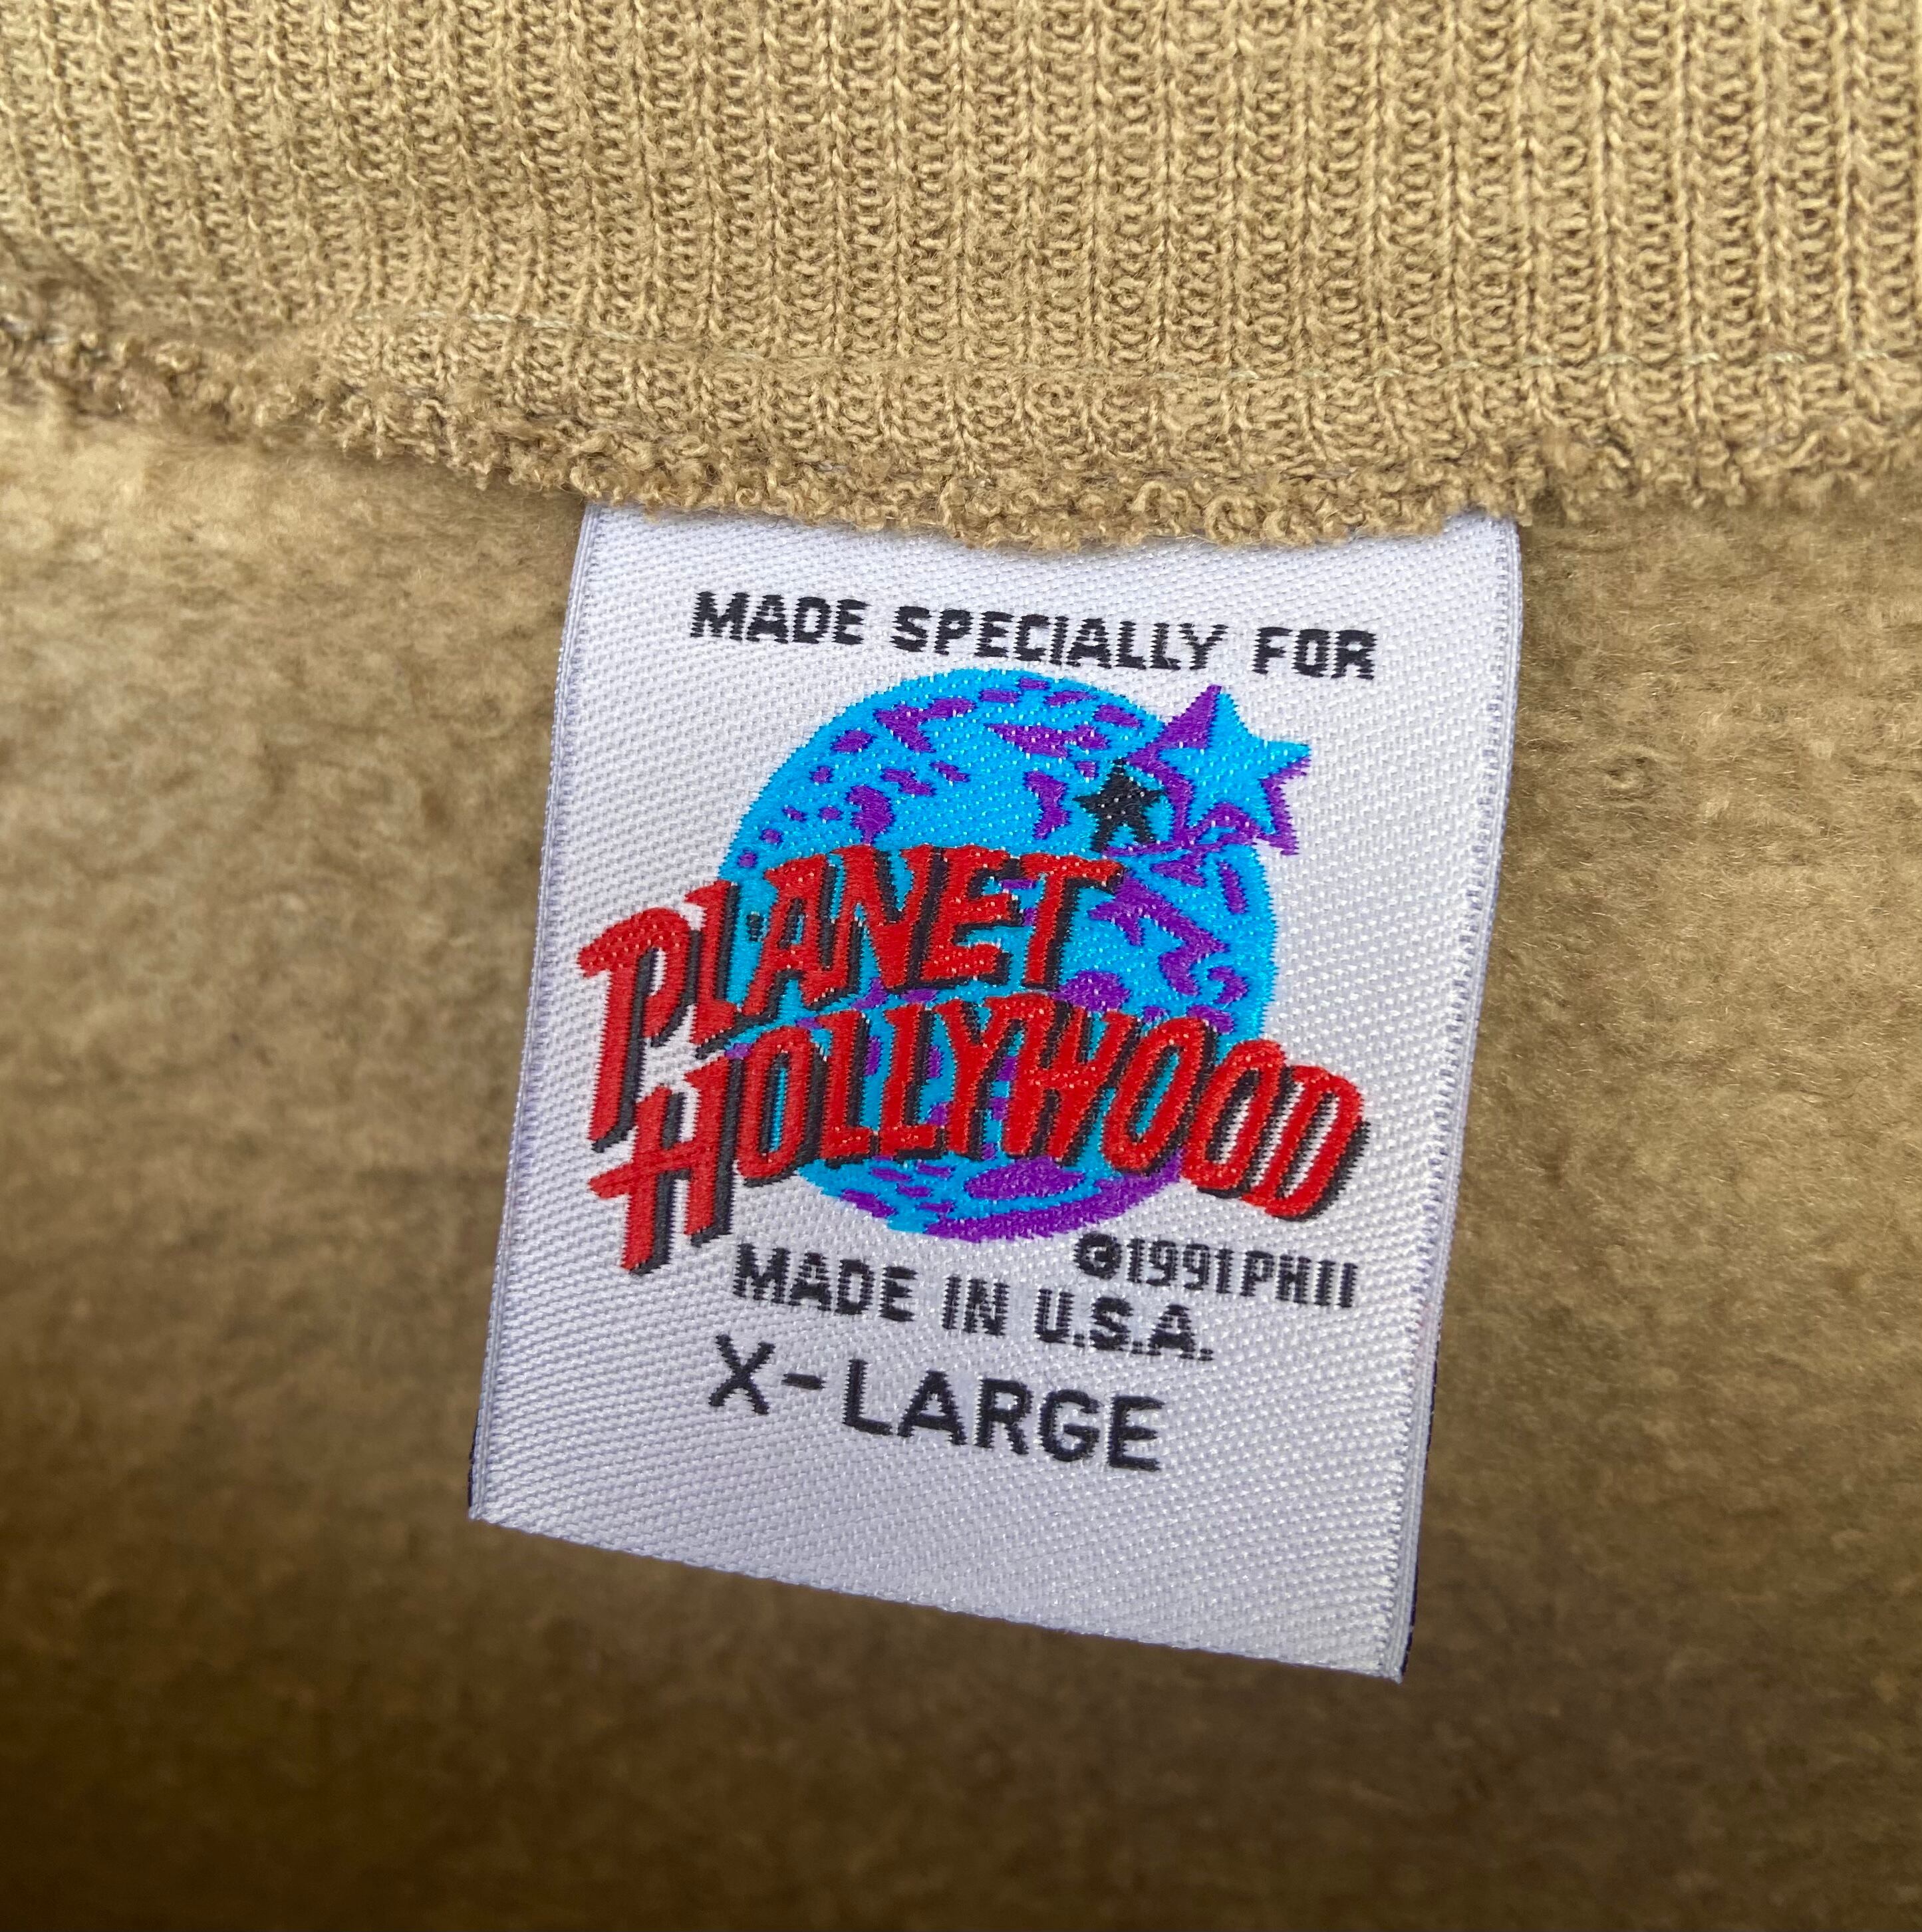 MADE SPECIALLY FOR
PLANET
HOLLYWOOD
©1991PHII
MADE IN U.S.A.
X-LARGE